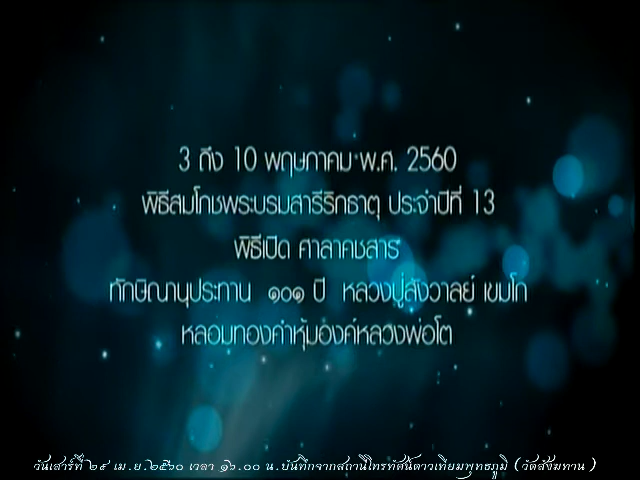 3 ถึง 10 พฤษภาคม พ.ศ. 2560
พิธีสมโภชพระบรมสารีริกธาตุ ประจำปีที่ 13
พิธีเปิด ศาลาคชสาร
ทักษิณานุประทาน ๑๐๑ ปี หลวงปู่สังวาลย์ เขมโก
หลอมทองคำหุ้มองค์หลวงพ่อโต
วันเสาร์ที่ ๒๙ เม.ย.๒๕๖๐ เวลา ๑๖.๐๐ น.บันทึกจากสถานีโทรทัศน์ดาวเทียมพุทธภูมิ (วัดสังฆทาน)